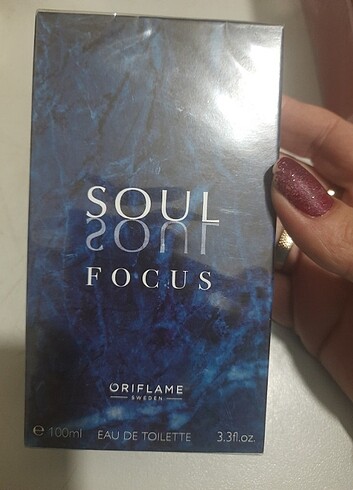 SOUL
SOUL
FOCUS
ORIFLAME
SWEDEN
℮ 100ml EAU DE TOILETTE 3.3fl.oz.